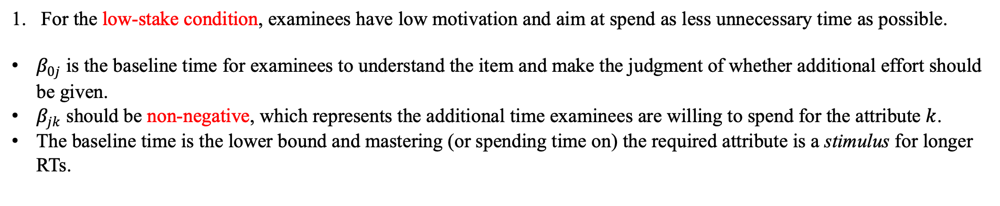 1. For the low-stake condition, examinees have low motivation and aim at spend as less unnecessary time as possible.
• β₀ⱼ is the baseline time for examinees to understand the item and make the judgment of whether additional effort should
be given.
• βⱼₖ should be non-negative, which represents the additional time examinees are willing to spend for the attribute k.
• The baseline time is the lower bound and mastering (or spending time on) the required attribute is a stimulus for longer
RTs.